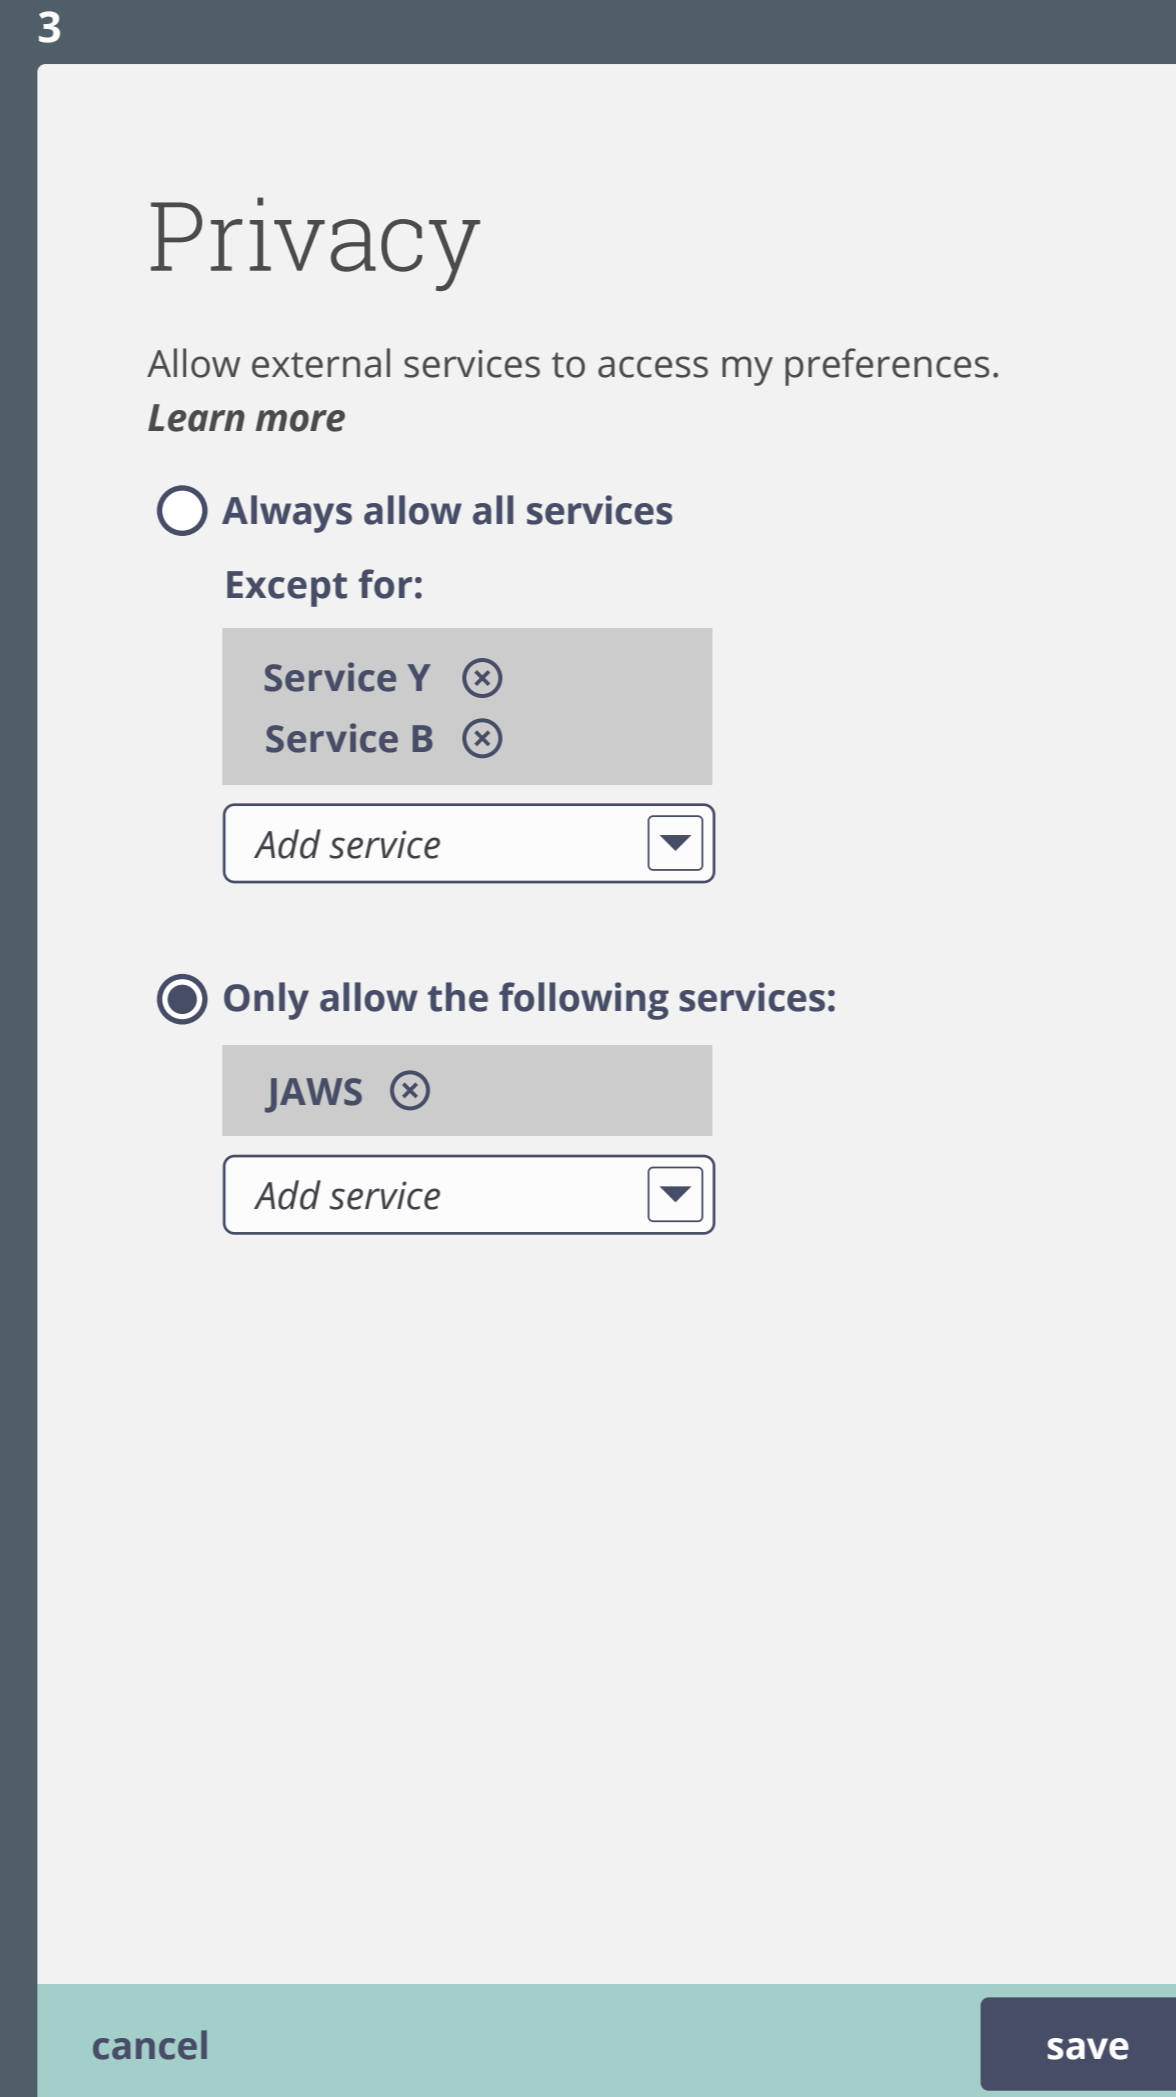 3
Privacy
Allow external services to access my preferences.
Learn more
Always allow all services
Except for:
Service Y
Service B
Add service
Only allow the following services:
JAWS
Add service
cancel
save